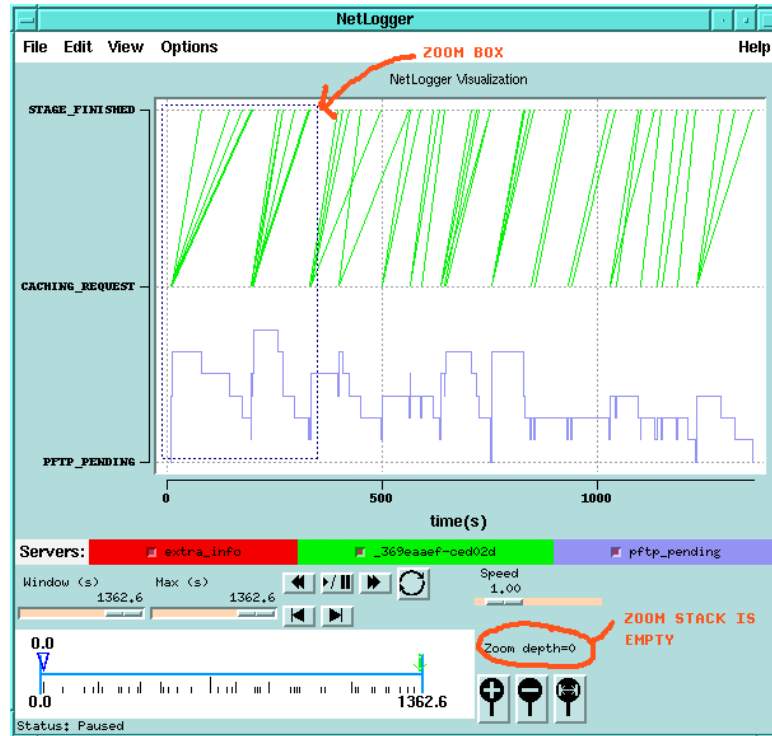 NetLogger
File Edit View Options Help
ZOOM BOX
NetLogger Visualization
STAGE_FINISHED
CACHING_REQUEST
PFTP_PENDING
0 500 1000
time(s)
Servers: extra_info _369eaaef-ced02d pftp_pending
Window (s) Max (s) Speed
1362.6 1362.6 1.00
ZOOM STACK IS
EMPTY
0.0
Zoom depth=0
0.0 1362.6
Status: Paused